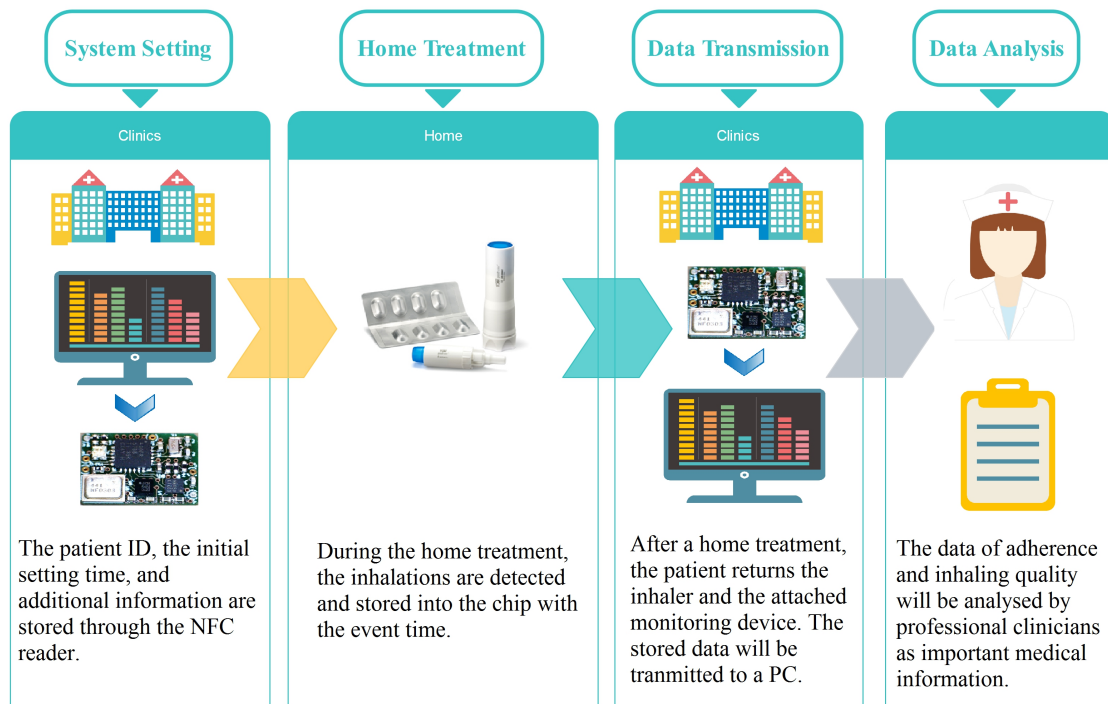 System Setting
Home Treatment
Data Transmission
Data Analysis
Clinics
Home
Clinics
The patient ID, the initial
setting time, and
additional information are
stored through the NFC
reader.
During the home treatment,
the inhalations are detected
and stored into the chip with
the event time.
After a home treatment,
the patient returns the
inhaler and the attached
monitoring device. The
stored data will be
tranmitted to a PC.
The data of adherence
and inhaling quality
will be analysed by
professional clinicians
as important medical
information.